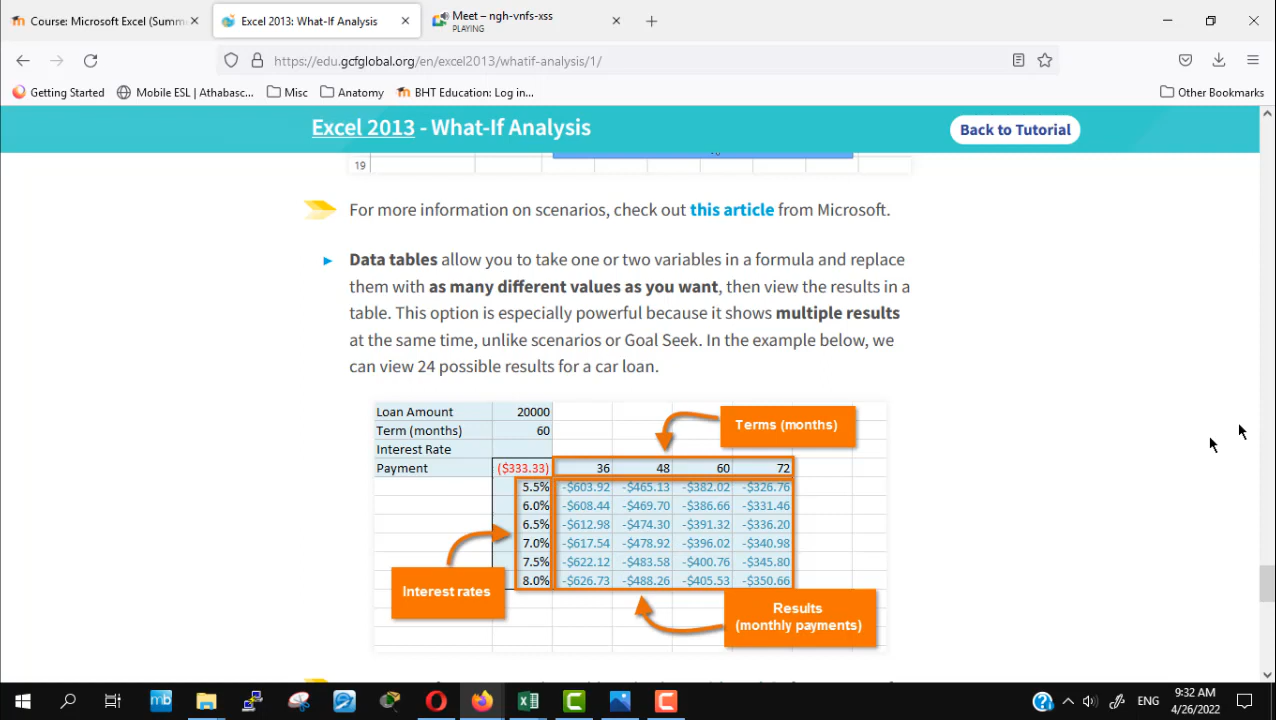 Course: Microsoft Excel (Summ
Excel 2013: What-If Analysis
Meet – ngh-vnfs-xss
PLAYING
https://edu.gcfglobal.org/en/excel2013/whatif-analysis/1/
Getting Started
Mobile ESL | Athabasc...
Misc
Anatomy
BHT Education: Log in...
Other Bookmarks
Excel 2013 - What-If Analysis
Back to Tutorial
19
For more information on scenarios, check out this article from Microsoft.
Data tables allow you to take one or two variables in a formula and replace
them with as many different values as you want, then view the results in a
table. This option is especially powerful because it shows multiple results
at the same time, unlike scenarios or Goal Seek. In the example below, we
can view 24 possible results for a car loan.
Loan Amount 20000
Terms (months)
Term (months) 60
Interest Rate
Payment ($333.33) 36 48 60 72
5.5% -$603.92 -$465.13 -$382.02 -$326.76
6.0% -$608.44 -$469.70 -$386.66 -$331.46
6.5% -$612.98 -$474.30 -$391.32 -$336.20
7.0% -$617.54 -$478.92 -$396.02 -$340.98
7.5% -$622.12 -$483.58 -$400.76 -$345.80
8.0% -$626.73 -$488.26 -$405.53 -$350.66
Interest rates
Results
(monthly payments)
mb
ENG
9:32 AM
4/26/2022